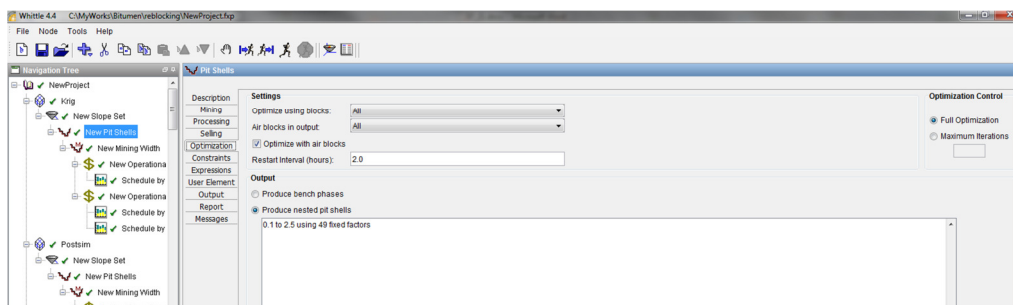 Whittle 4.4 C:\MyWorks\Bitumen\reblocking\NewProject.fxp
File Node Tools Help
Navigation Tree
NewProject
Krig
New Slope Set
New Pit Shells
New Mining Width
New Operationa
Schedule by
New Operationa
Schedule by
Schedule by
Postsim
New Slope Set
New Pit Shells
New Mining Width
Pit Shells
Description
Mining
Processing
Selling
Optimization
Constraints
Expressions
User Element
Output
Report
Messages
Settings
Optimize using blocks: All
Air blocks in output: All
Optimize with air blocks
Restart Interval (hours): 2.0
Output
Produce bench phases
Produce nested pit shells
0.1 to 2.5 using 49 fixed factors
Optimization Control
Full Optimization
Maximum Iterations